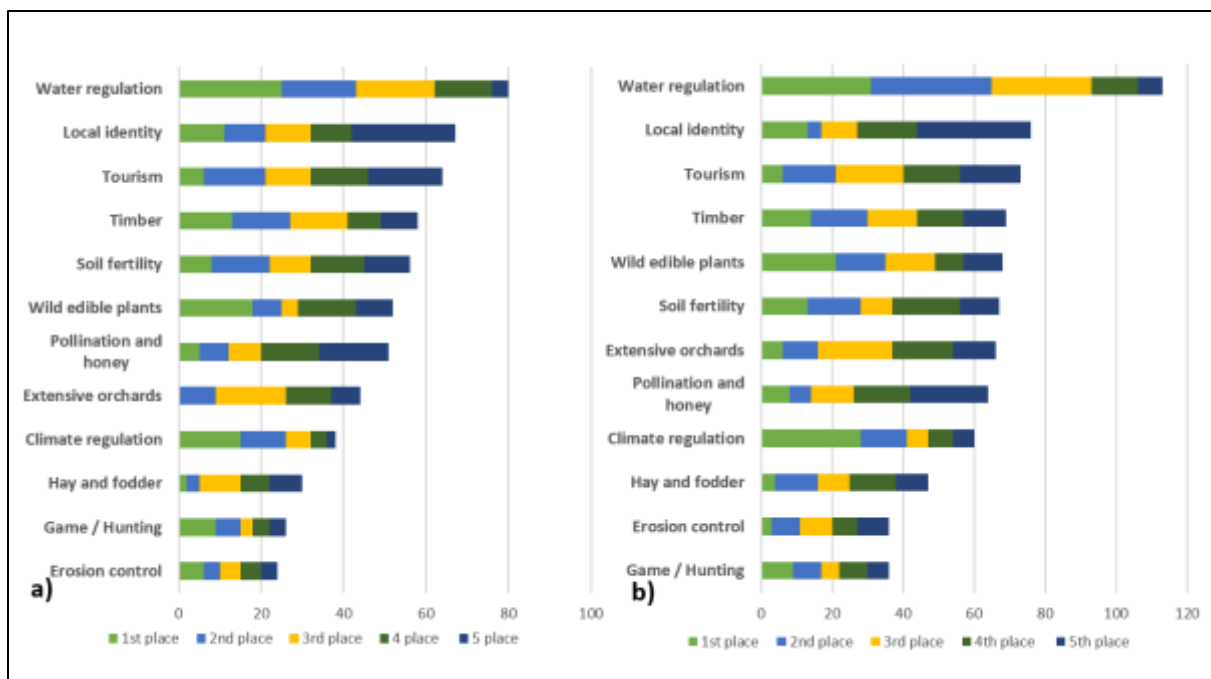 Water regulation
Local identity
Tourism
Timber
Soil fertility
Wild edible plants
Pollination and
honey
Extensive orchards
Climate regulation
Hay and fodder
Game / Hunting
Erosion control
a)
0 20 40 60 80 100
1st place 2nd place 3rd place 4 place 5 place
Water regulation
Local identity
Tourism
Timber
Wild edible plants
Soil fertility
Extensive orchards
Pollination and
honey
Climate regulation
Hay and fodder
Erosion control
Game / Hunting
b)
0 20 40 60 80 100 120
1st place 2nd place 3rd place 4th place 5th place